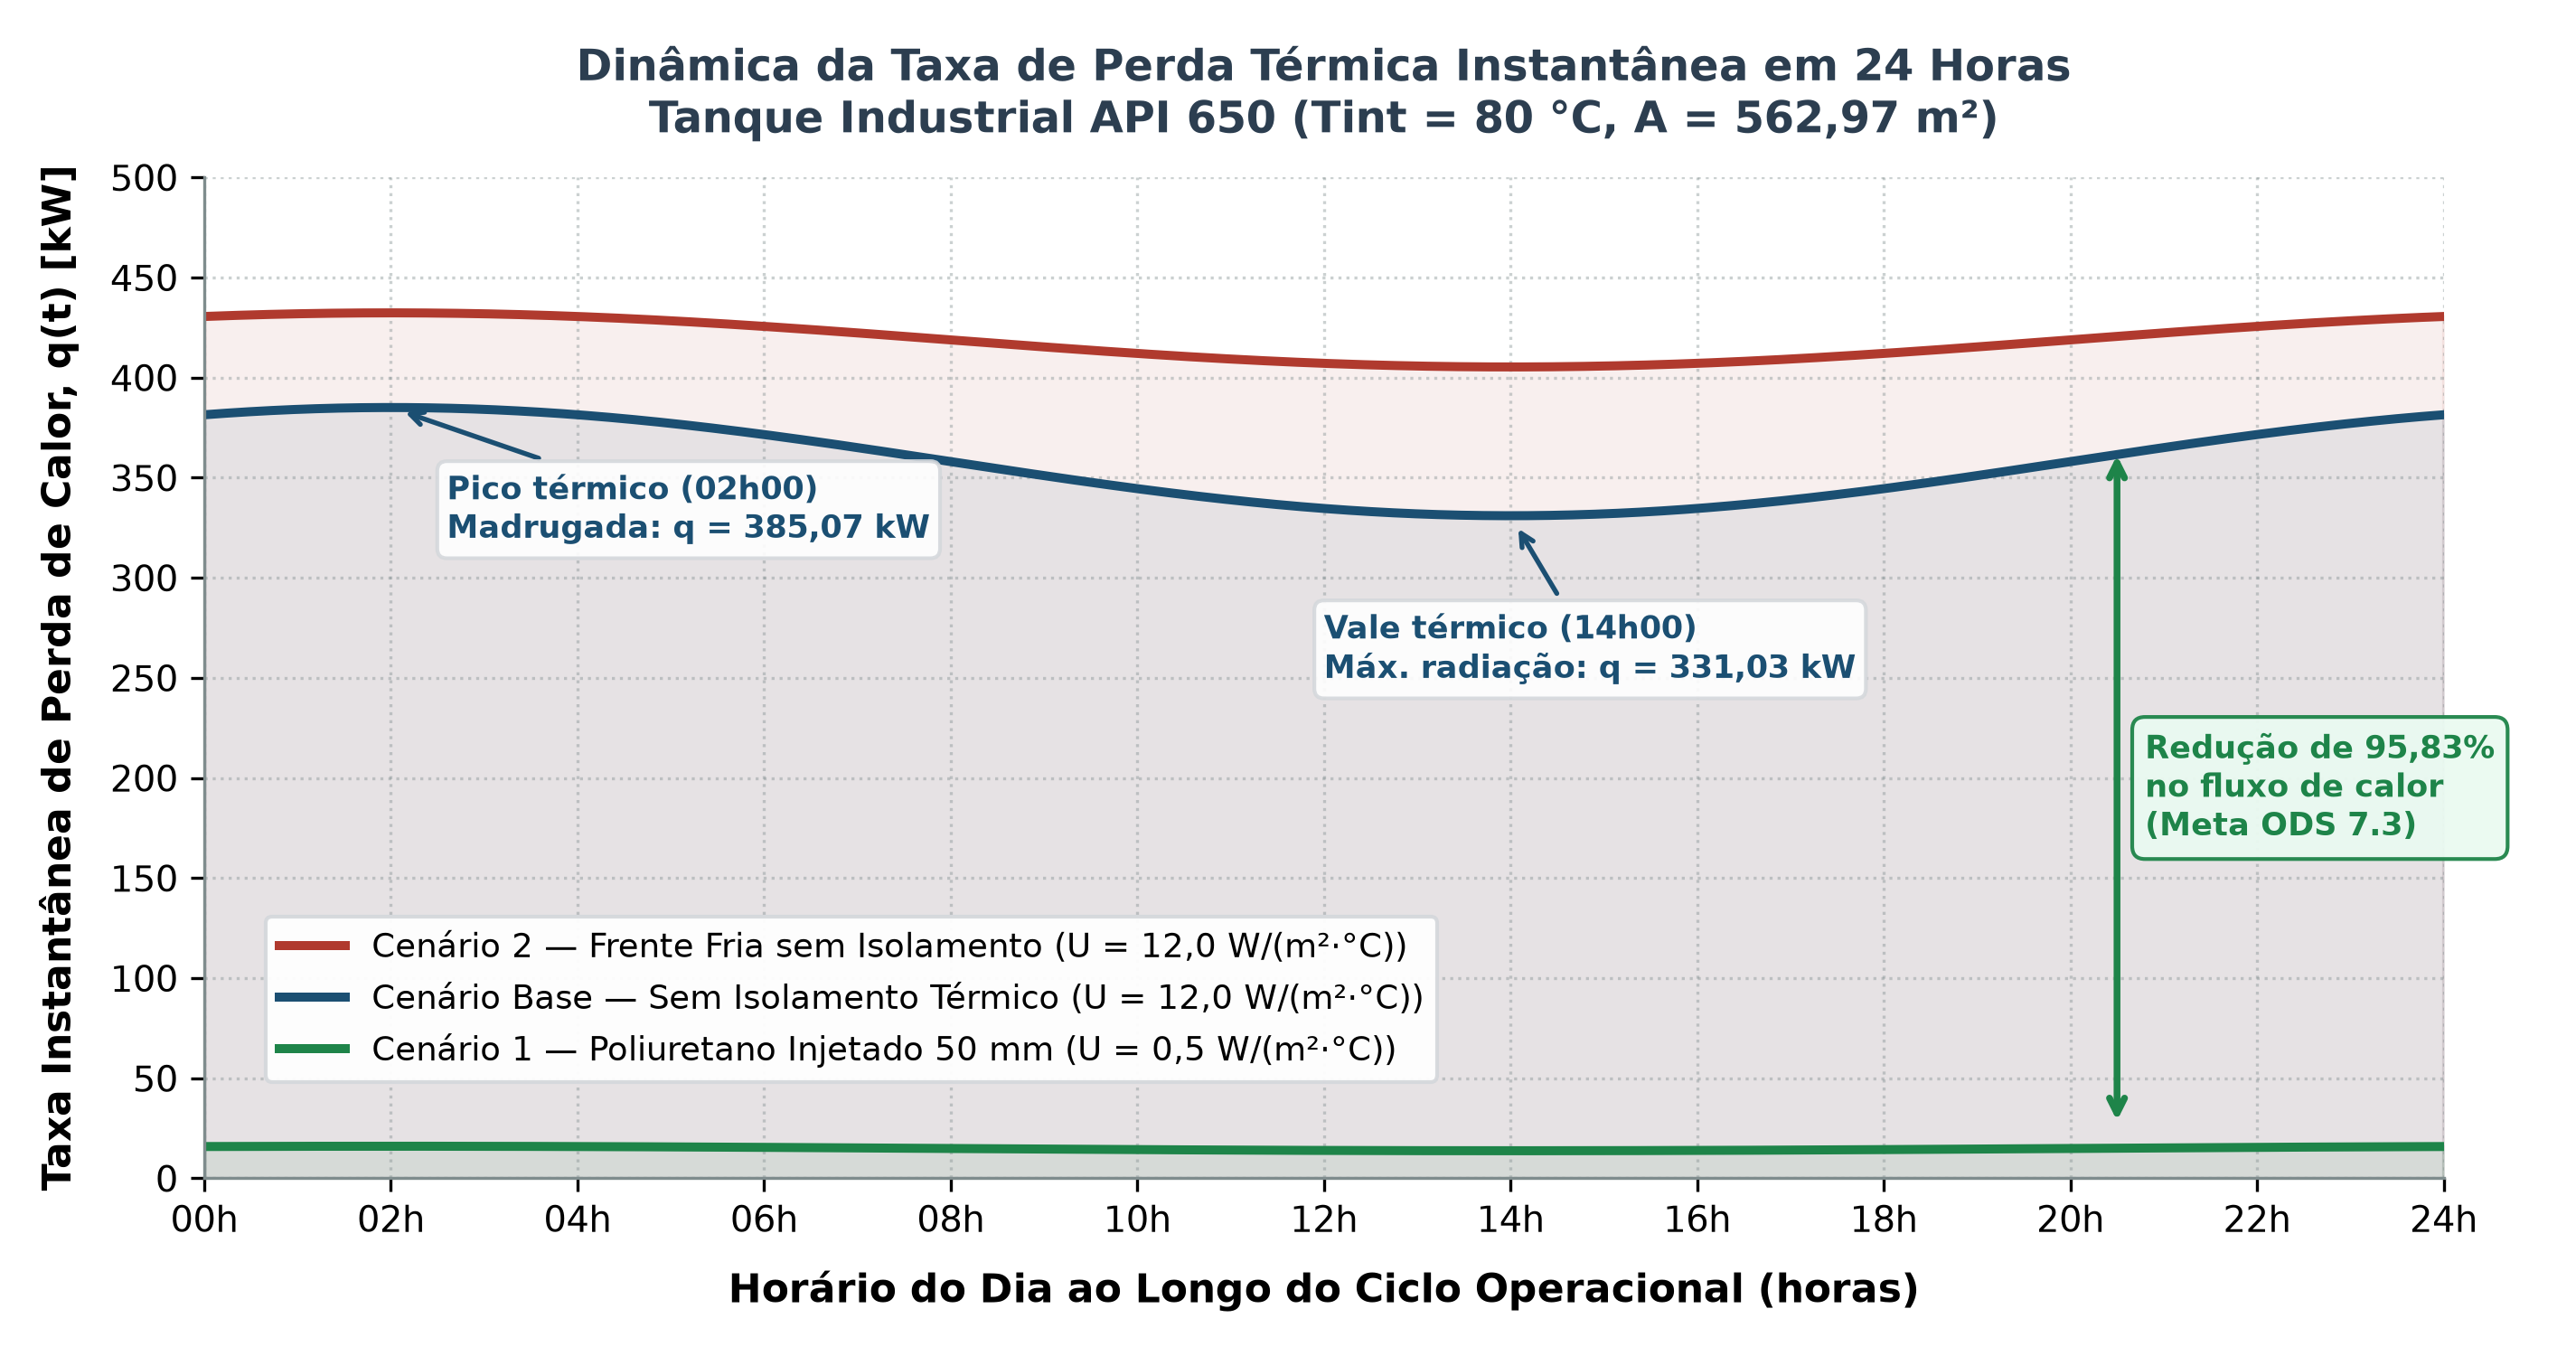 Dinâmica da Taxa de Perda Térmica Instantânea em 24 Horas
Tanque Industrial API 650 (Tint = 80 °C, A = 562,97 m²)
Taxa Instantânea de Perda de Calor, q(t) [kW]
500
450
400
350
300
250
200
150
100
50
0
Pico térmico (02h00)
Madrugada: q = 385,07 kW
Vale térmico (14h00)
Máx. radiação: q = 331,03 kW
Redução de 95,83%
no fluxo de calor
(Meta ODS 7.3)
Cenário 2 — Frente Fria sem Isolamento (U = 12,0 W/(m²·°C))
Cenário Base — Sem Isolamento Térmico (U = 12,0 W/(m²·°C))
Cenário 1 — Poliuretano Injetado 50 mm (U = 0,5 W/(m²·°C))
00h 02h 04h 06h 08h 10h 12h 14h 16h 18h 20h 22h 24h
Horário do Dia ao Longo do Ciclo Operacional (horas)